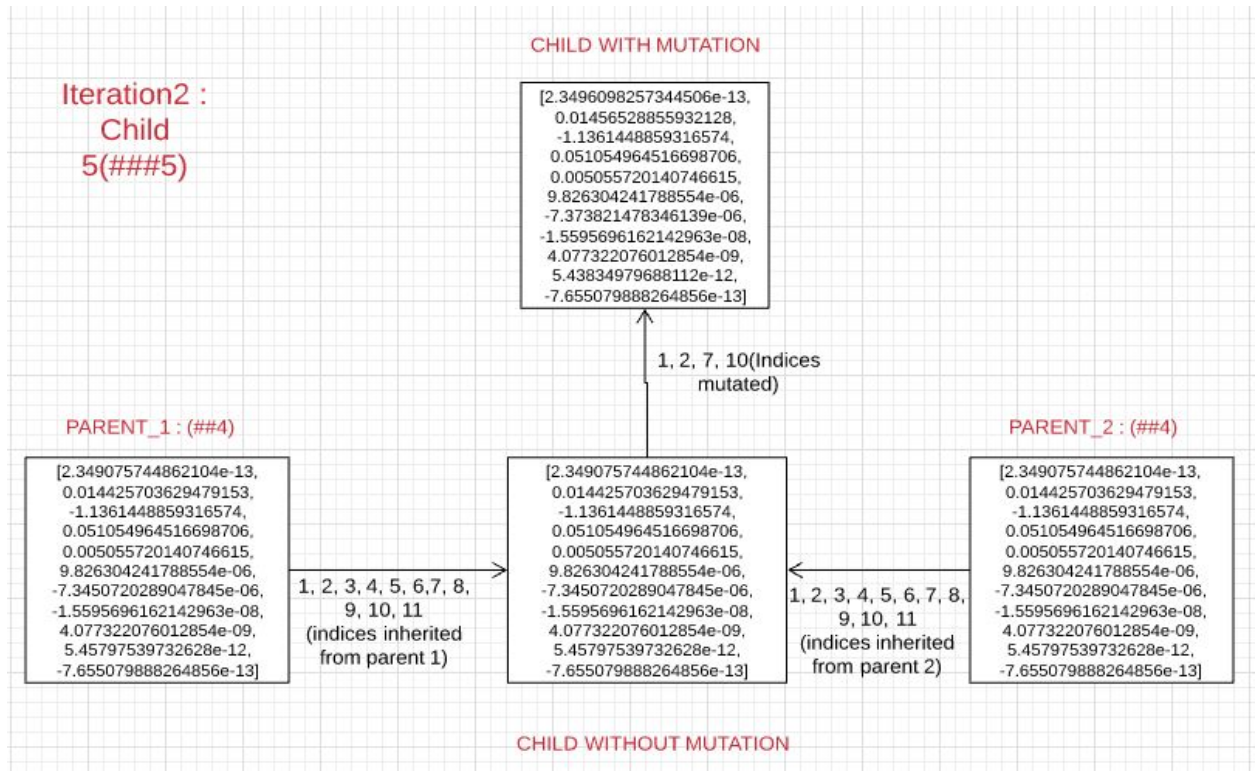 CHILD WITH MUTATION
Iteration2 :
Child
5(###5)
[2.3496098257344506e-13,
0.01456528855932128,
-1.1361448859316574,
0.051054964516698706,
0.005055720140746615,
9.826304241788554e-06,
-7.373821478346139e-06,
-1.5595696162142963e-08,
4.077322076012854e-09,
5.43834979688112e-12,
-7.655079888264856e-13]
1, 2, 7, 10(Indices
mutated)
PARENT_1 : (##4)
[2.349075744862104e-13,
0.014425703629479153,
-1.1361448859316574,
0.051054964516698706,
0.005055720140746615,
9.826304241788554e-06,
-7.3450720289047845e-06,
-1.5595696162142963e-08,
4.077322076012854e-09,
5.45797539732628e-12,
-7.655079888264856e-13]
1, 2, 3, 4, 5, 6,7, 8,
9, 10, 11
(indices inherited
from parent 1)
[2.349075744862104e-13,
0.014425703629479153,
-1.1361448859316574,
0.051054964516698706,
0.005055720140746615,
9.826304241788554e-06,
-7.3450720289047845e-06,
-1.5595696162142963e-08,
4.077322076012854e-09,
5.45797539732628e-12,
-7.655079888264856e-13]
1, 2, 3, 4, 5, 6, 7, 8,
9, 10, 11
(indices inherited
from parent 2)
PARENT_2 : (##4)
[2.349075744862104e-13,
0.014425703629479153,
-1.1361448859316574,
0.051054964516698706,
0.005055720140746615,
9.826304241788554e-06,
-7.3450720289047845e-06,
-1.5595696162142963e-08,
4.077322076012854e-09,
5.45797539732628e-12,
-7.655079888264856e-13]
CHILD WITHOUT MUTATION